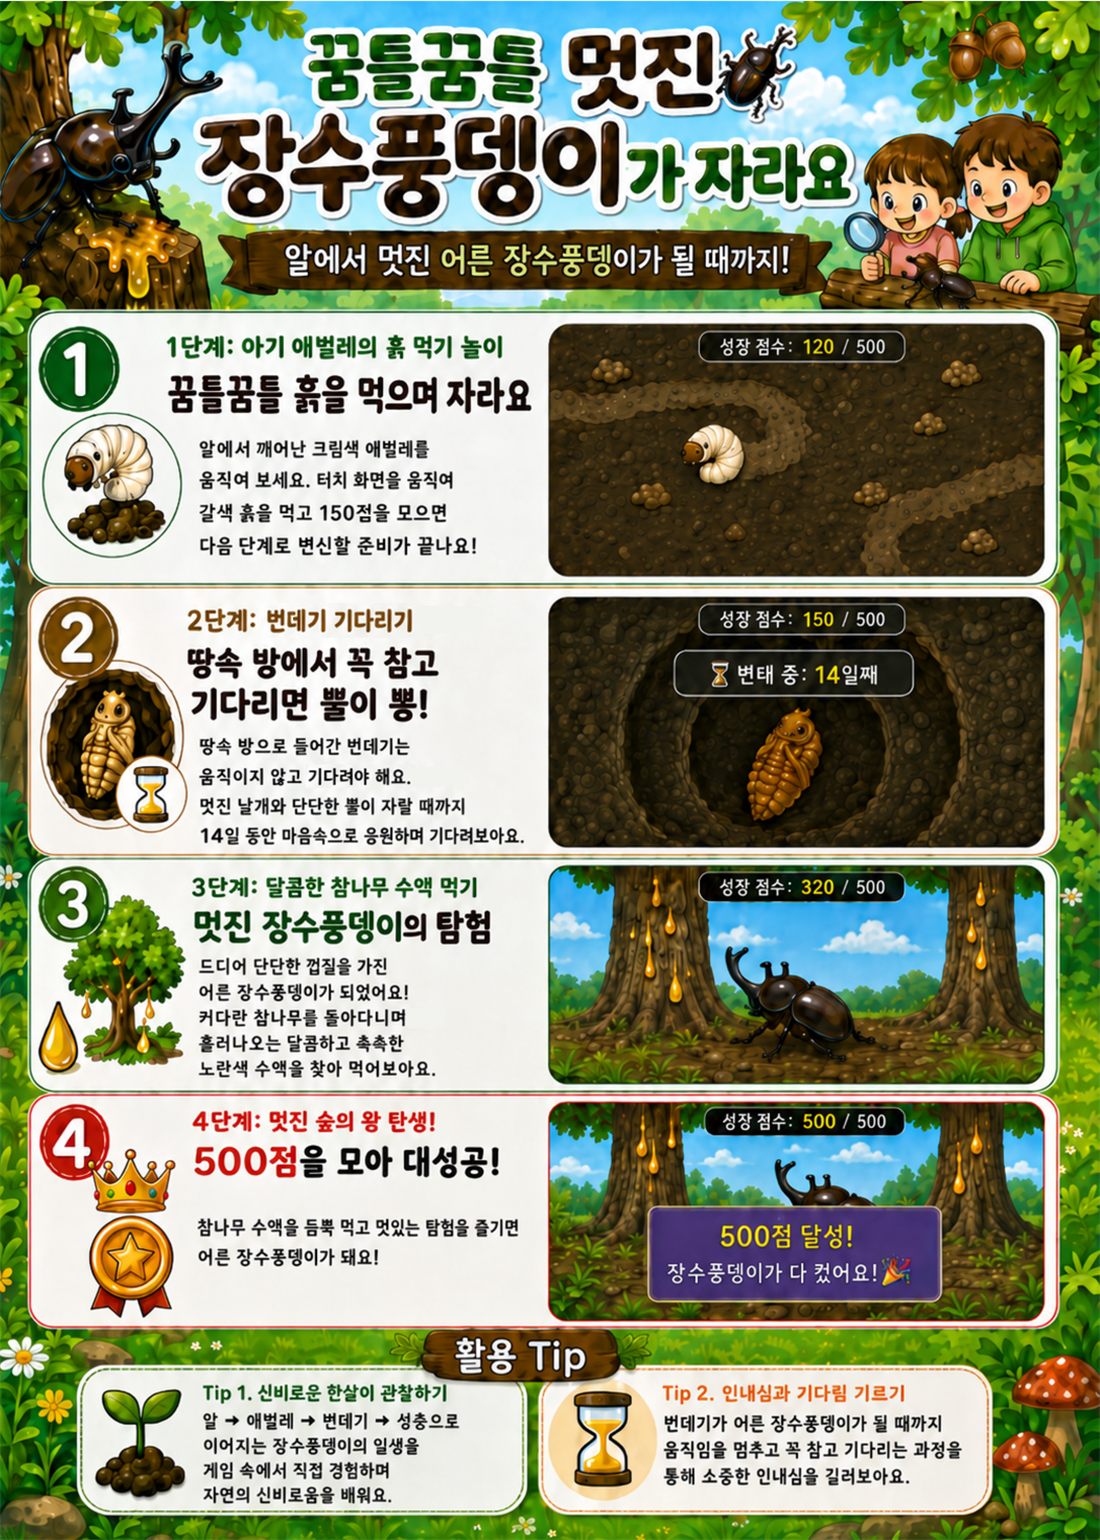 꿈틀꿈틀 멋진
장수풍뎅이가 자라요
알에서 멋진 어른 장수풍뎅이가 될 때까지!
1
1단계: 아기 애벌레의 흙 먹기 놀이
꿈틀꿈틀 흙을 먹으며 자라요
알에서 깨어난 크림색 애벌레를
움직여 보세요. 터치 화면을 움직여
갈색 흙을 먹고 150점을 모으면
다음 단계로 변신할 준비가 끝나요!
성장 점수: 120 / 500
2
2단계: 번데기 기다리기
땅속 방에서 꼭 참고
기다리면 뿔이 뿅!
땅속 방으로 들어간 번데기는
움직이지 않고 기다려야 해요.
멋진 날개와 단단한 뿔이 자랄 때까지
14일 동안 마음속으로 응원하며 기다려보아요.
성장 점수: 150 / 500
변태 중: 14일째
3
3단계: 달콤한 참나무 수액 먹기
멋진 장수풍뎅이의 탐험
드디어 단단한 껍질을 가진
어른 장수풍뎅이가 되었어요!
커다란 참나무를 돌아다니며
흘러나오는 달콤하고 촉촉한
노란색 수액을 찾아 먹어보아요.
성장 점수: 320 / 500
4
4단계: 멋진 숲의 왕 탄생!
500점을 모아 대성공!
참나무 수액을 듬뿍 먹고 멋있는 탐험을 즐기면
어른 장수풍뎅이가 돼요!
성장 점수: 500 / 500
500점 달성!
장수풍뎅이가 다 컸어요!
활용 Tip
Tip 1. 신비로운 한살이 관찰하기
알 → 애벌레 → 번데기 → 성충으로
이어지는 장수풍뎅이의 일생을
게임 속에서 직접 경험하며
자연의 신비로움을 배워요.
Tip 2. 인내심과 기다림 기르기
번데기가 어른 장수풍뎅이가 될 때까지
움직임을 멈추고 꼭 참고 기다리는 과정을
통해 소중한 인내심을 길러보아요.